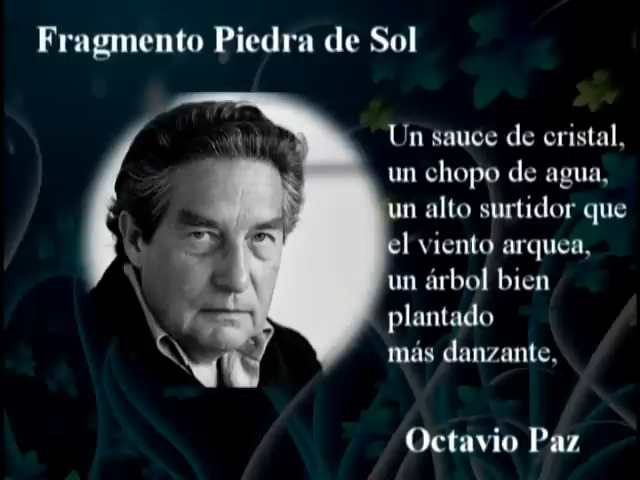 Fragmento Piedra de Sol
Un sauce de cristal,
un chopo de agua,
un alto surtidor que
el viento arquea,
un árbol bien
plantado
más danzante,
Octavio Paz